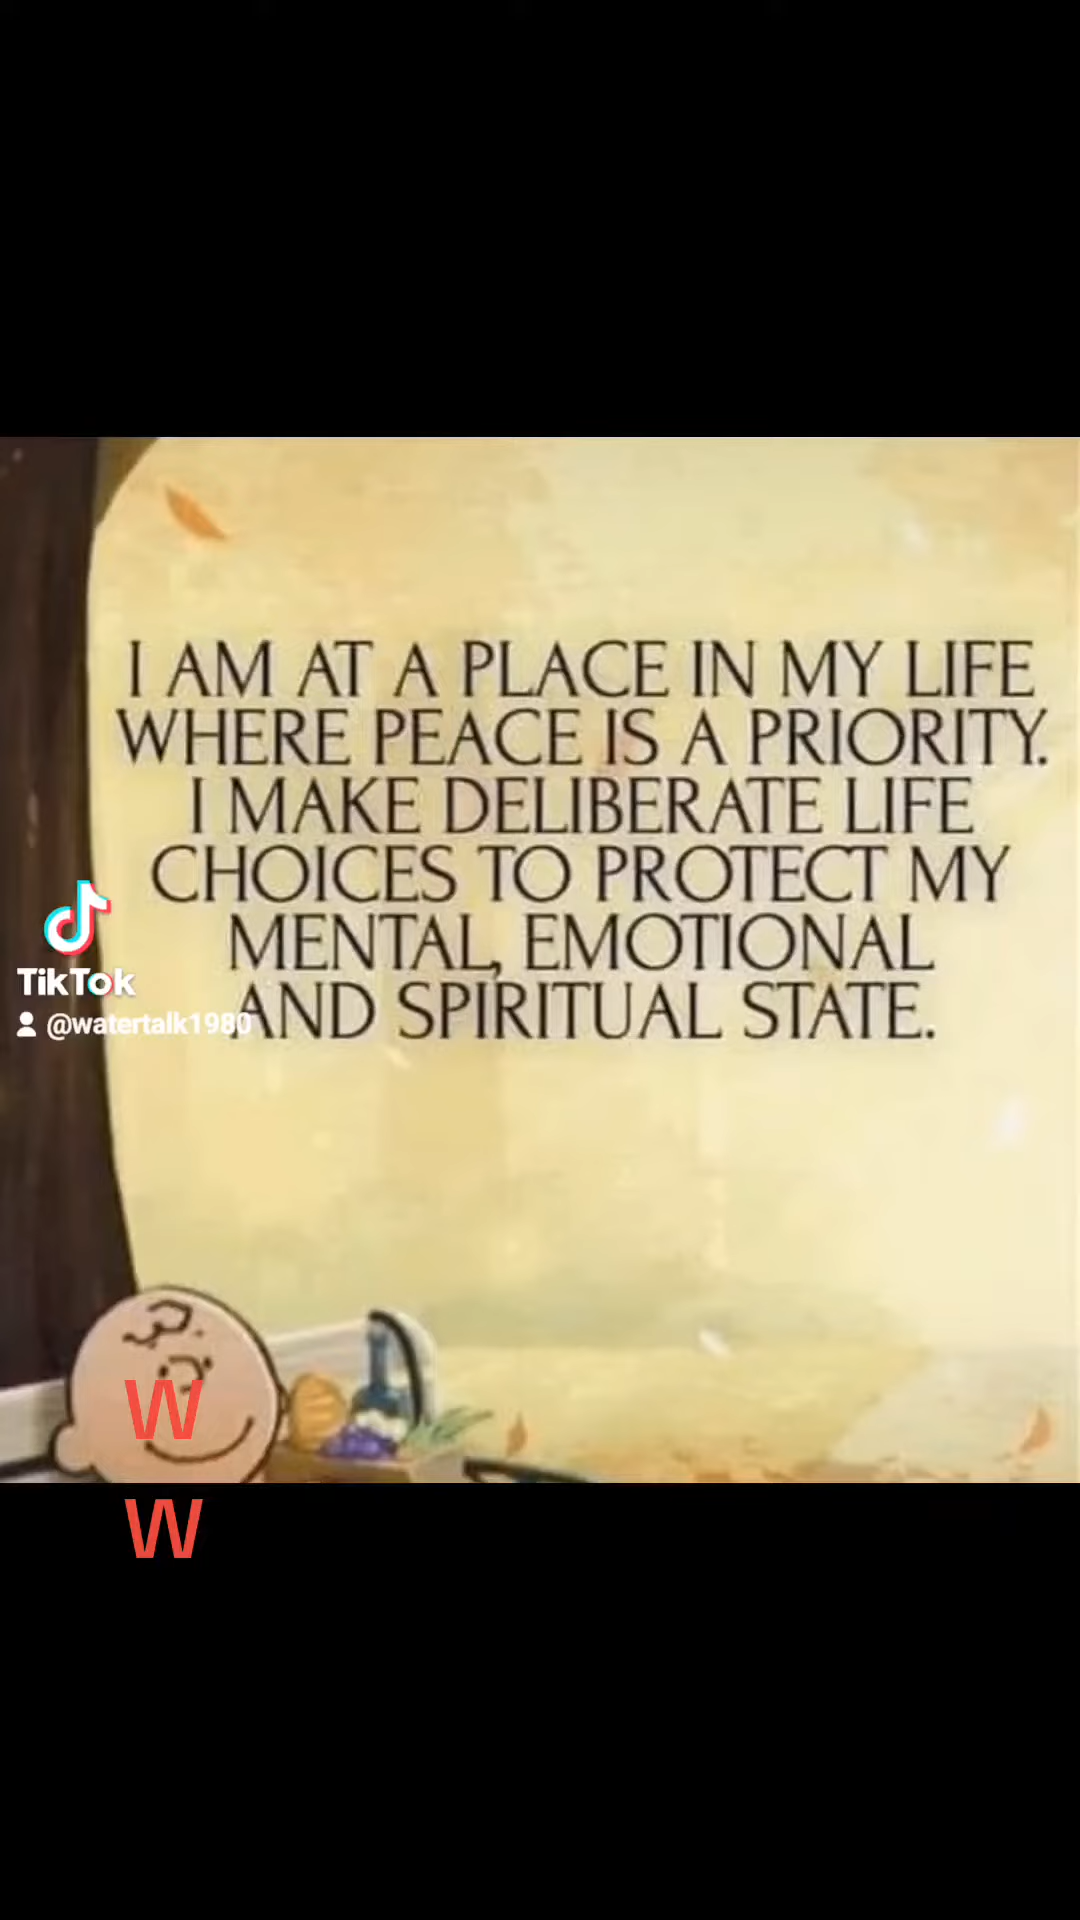 I AM AT A PLACE IN MY LIFE
WHERE PEACE IS A PRIORITY.
I MAKE DELIBERATE LIFE
CHOICES TO PROTECT MY
MENTAL, EMOTIONAL
AND SPIRITUAL STATE.
TikTok
@watertalk1980
W
W